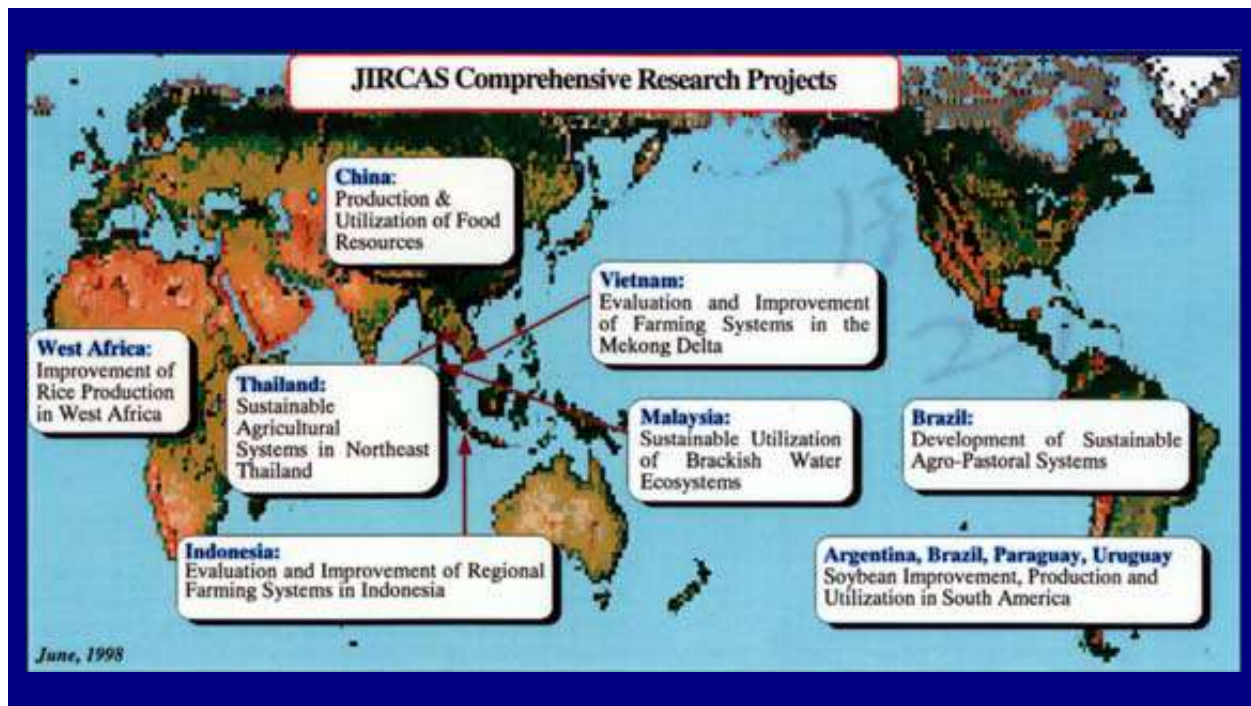 JIRCAS Comprehensive Research Projects
China:
Production &
Utilization of Food
Resources
Vietnam:
Evaluation and Improvement
of Farming Systems in the
Mekong Delta
West Africa:
Improvement of
Rice Production
in West Africa
Thailand:
Sustainable
Agricultural
Systems in Northeast
Thailand
Malaysia:
Sustainable Utilization
of Brackish Water
Ecosystems
Brazil:
Development of Sustainable
Agro-Pastoral Systems
Indonesia:
Evaluation and Improvement of Regional
Farming Systems in Indonesia
Argentina, Brazil, Paraguay, Uruguay
Soybean Improvement, Production and
Utilization in South America
June, 1998